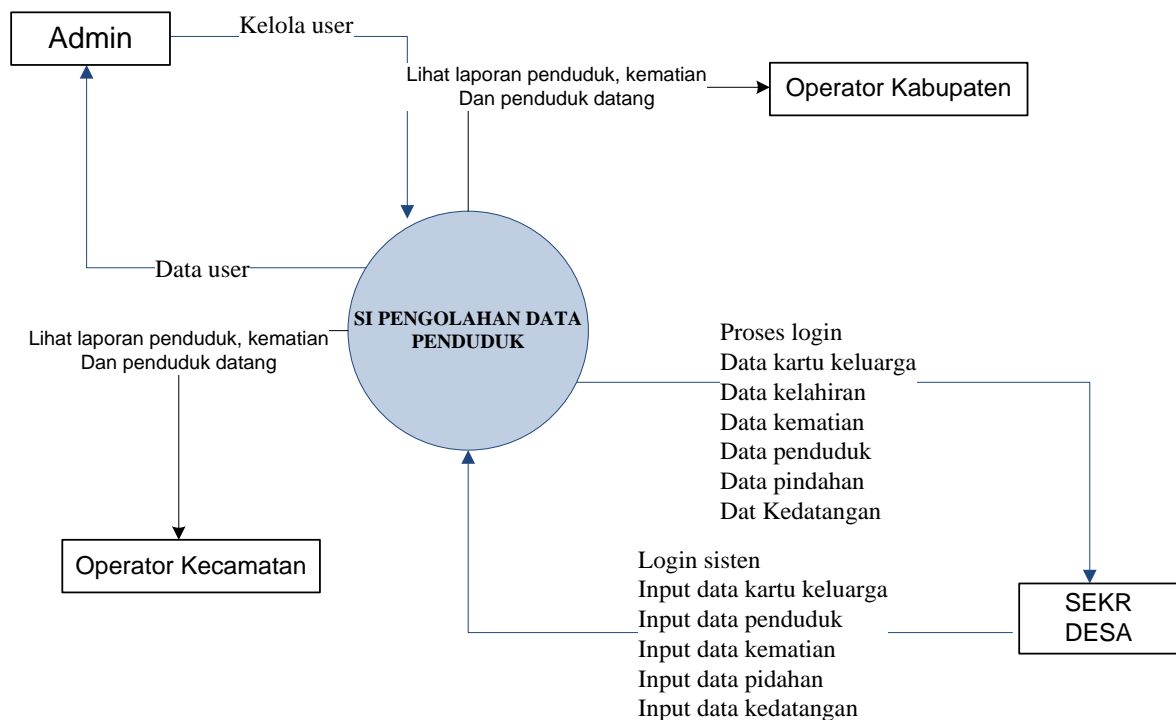 Admin
Kelola user
Lihat laporan penduduk, kematian
Dan penduduk datang
Operator Kabupaten
Data user
SI PENGOLAHAN DATA
PENDUDUK
Lihat laporan penduduk, kematian
Dan penduduk datang
Operator Kecamatan
Proses login
Data kartu keluarga
Data kelahiran
Data kematian
Data penduduk
Data pindahan
Dat Kedatangan
Login sisten
Input data kartu keluarga
Input data penduduk
Input data kematian
Input data pidahan
Input data kedatangan
SEKR
DESA